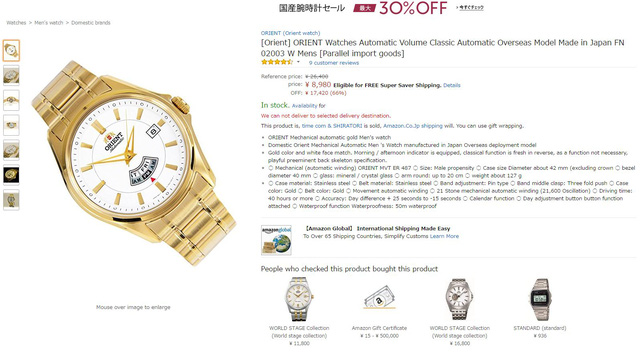 国産腕時計セール 最大 30%OFF ›今すぐチェック
Watches › Men's watch › Domestic brands
ORIENT (Orient watch)
[Orient] ORIENT Watches Automatic Volume Classic Automatic Overseas Model Made in Japan FN
02003 W Mens [Parallel import goods]
9 customer reviews
Reference price: ¥ 26,400
price: ¥ 8,980 Eligible for FREE Super Saver Shipping. Details
OFF: ¥ 17,420 (66%)
In stock. Availability for
We can not deliver to selected delivery destination.
This product is, time com & SHIRATORI is sold, Amazon.Co.Jp shipping will. You can use gift wrapping.
• ORIENT Mechanical automatic gold Men's watch
• Domestic Orient Mechanical Automatic Men 's Watch manufactured in Japan Overseas deployment model
• Gold color and white face match, Morning / afternoon indicator is equipped, classical function is fresh in reverse, as a function not necessary,
playful preeminent back skeleton specification.
• ◎ Mechanical (automatic winding) ORIENT MVT ER 487 ◎ Size: Male propensity ◎ Case size Diameter about 42 mm (excluding crown ◎ bezel
diameter 40 mm ◎ glass: mineral / crystal glass ◎ arm around: up to 20 cm ◎ weight about 127 g
• ◎ Case material: Stainless steel ◎ Belt material: Stainless steel ◎ Band adjustment: Pin type ◎ Band middle clasp: Three fold push ◎ Case
color: Gold ◎ Belt color: Gold ◎ Movement automatic winding ◎ 21 Stone mechanical automatic winding (21,600 Oscillation) ◎ Driving time:
40 hours or more ◎ Accuracy: Day difference + 25 seconds to -15 seconds ◎ Calendar function ◎ Day adjustment button button function
attached ◎ Waterproof function Waterproofness: 50m waterproof
ORIENT
amazonglobal
【Amazon Global】 International Shipping Made Easy
To Over 65 Shipping Countries, Simplify Customs Learn More
Mouse over image to enlarge
People who checked this product bought this product
WORLD STAGE Collection
(World stage collection)
¥ 11,800
Amazon Gift Certificate
¥ 15 - ¥ 500,000
WORLD STAGE Collection
(World stage collection)
¥ 16,800
STANDARD (standard)
¥ 936